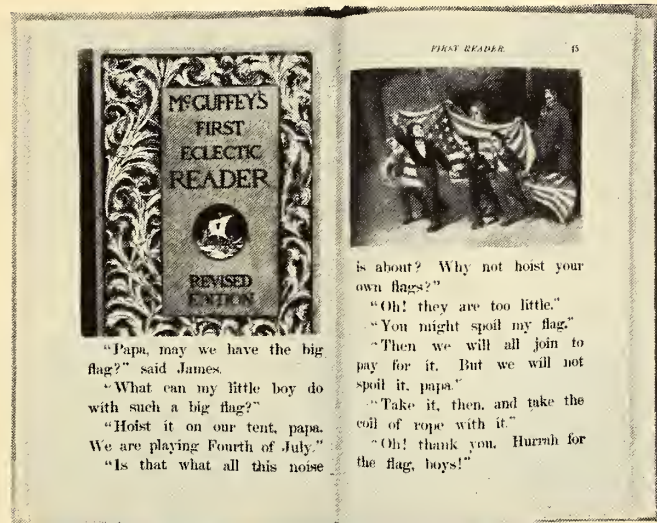 McGUFFEY'S
FIRST
ECLECTIC
READER
REVISED
EDITION
"Papa, may we have the big
flag?" said James.
"What can my little boy do
with such a big flag?"
"Hoist it on our tent, papa.
We are playing Fourth of July."
"Is that what all this noise
FIRST READER. 45
is about? Why not hoist your
own flags?"
"Oh! they are too little."
"You might spoil my flag."
"Then we will all join to
pay for it. But we will not
spoil it, papa."
"Take it, then, and take the
coil of rope with it."
"Oh! thank you. Hurrah for
the flag, boys!"